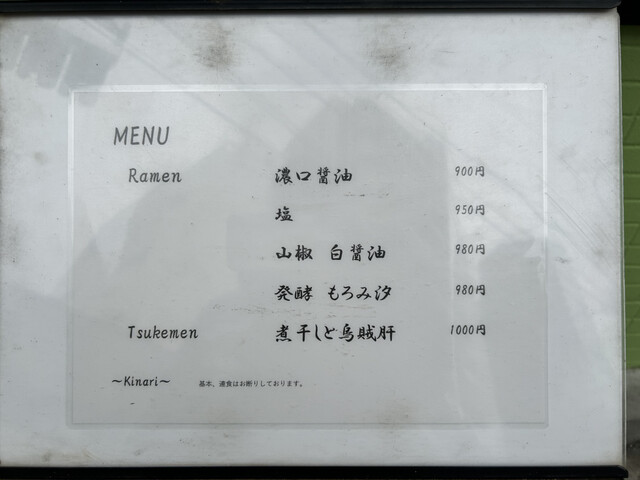 MENU
Ramen 濃口醤油 900円
塩 950円
山椒 白醤油 980円
発酵 もろみ汐 980円
Tsukemen 煮干しと烏賊肝 1000円
～Kinari～ 基本、連食はお断りしております。